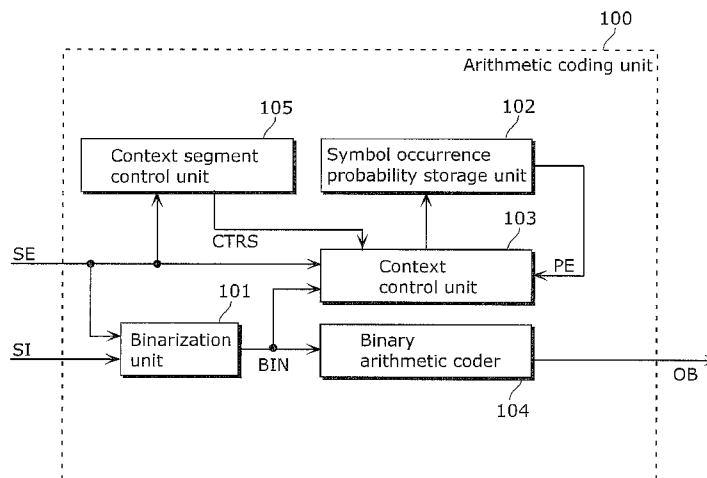 100
Arithmetic coding unit
105
102
Context segment
control unit
Symbol occurrence
probability storage unit
103
CTRS
SE
Context
control unit
PE
101
Binarization
unit
SI
BIN
Binary
arithmetic coder
104
OB